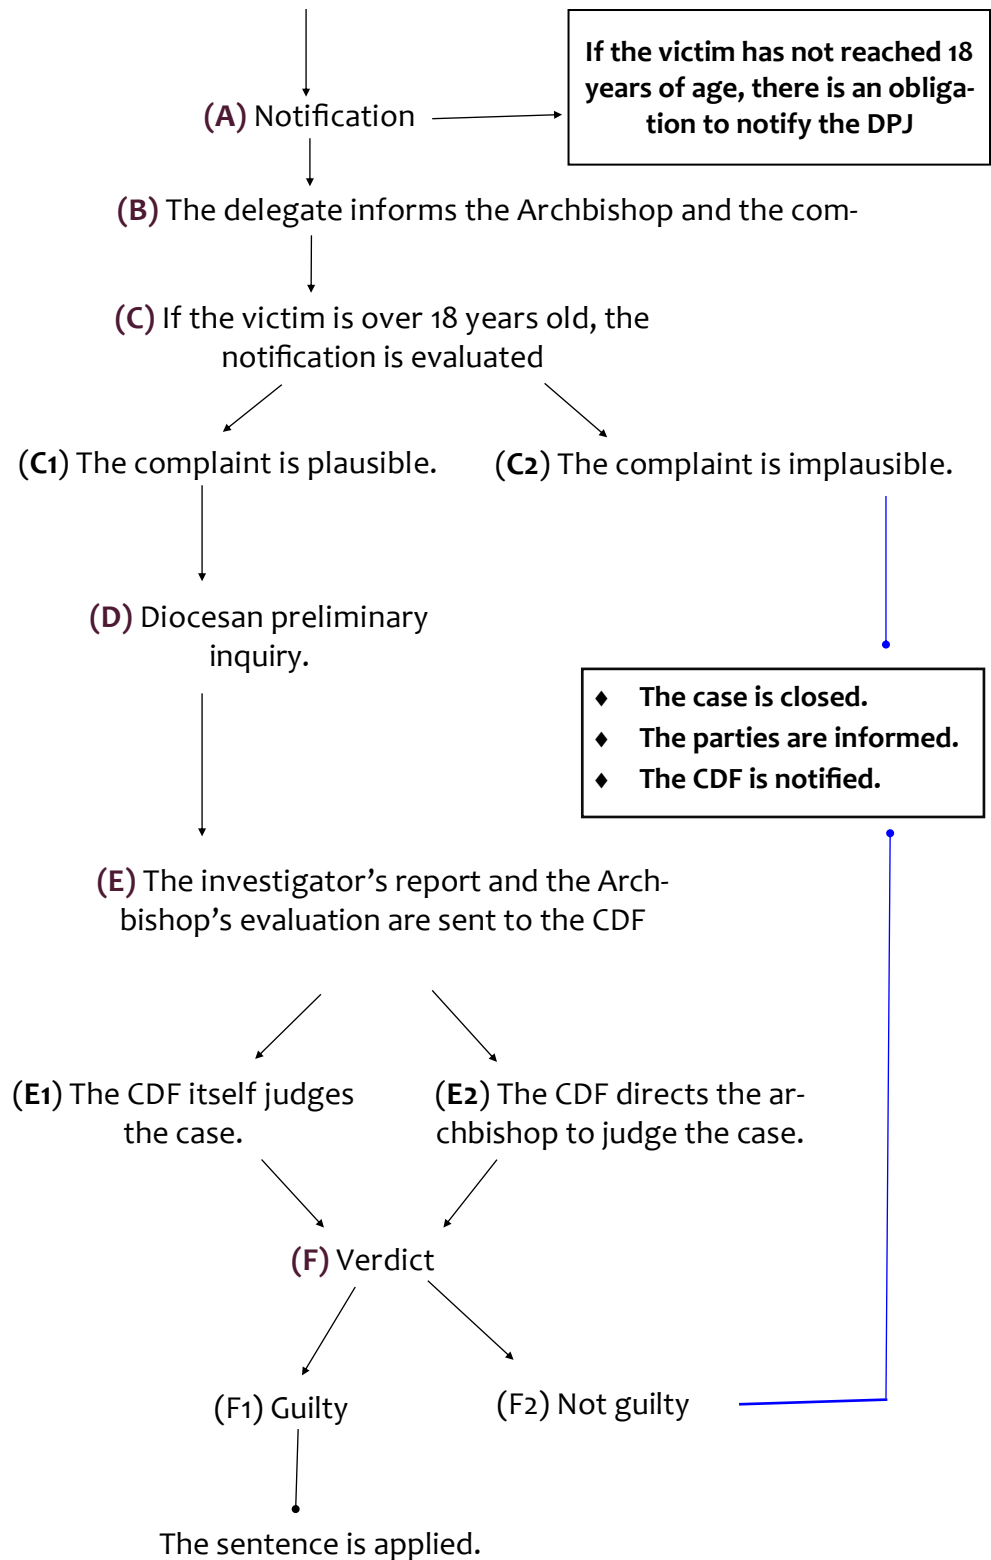 If the victim has not reached 18
years of age, there is an obliga-
tion to notify the DPJ
(A) Notification
(B) The delegate informs the Archbishop and the com-
(C) If the victim is over 18 years old, the
notification is evaluated
(C1) The complaint is plausible.
(C2) The complaint is implausible.
(D) Diocesan preliminary
inquiry.
♦ The case is closed.
♦ The parties are informed.
♦ The CDF is notified.
(E) The investigator’s report and the Arch-
bishop’s evaluation are sent to the CDF
(E1) The CDF itself judges
the case.
(E2) The CDF directs the ar-
chbishop to judge the case.
(F) Verdict
(F1) Guilty
(F2) Not guilty
The sentence is applied.